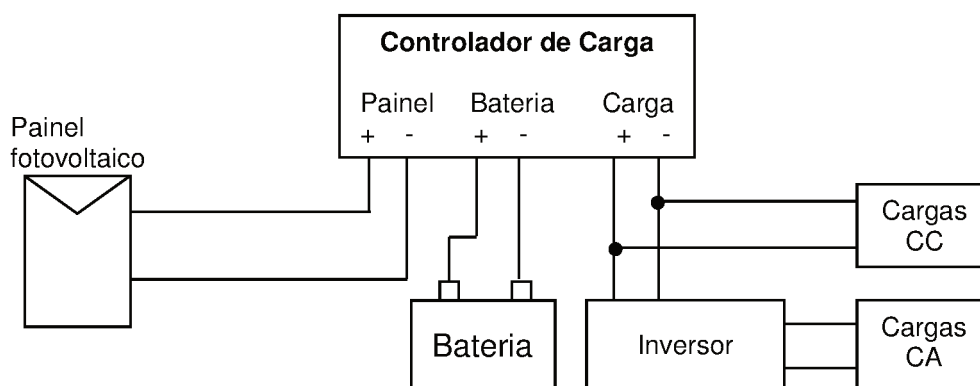 Controlador de Carga
Painel Bateria Carga
+ - + - + -
Painel
fotovoltaico
Cargas
CC
Bateria
Inversor
Cargas
CA